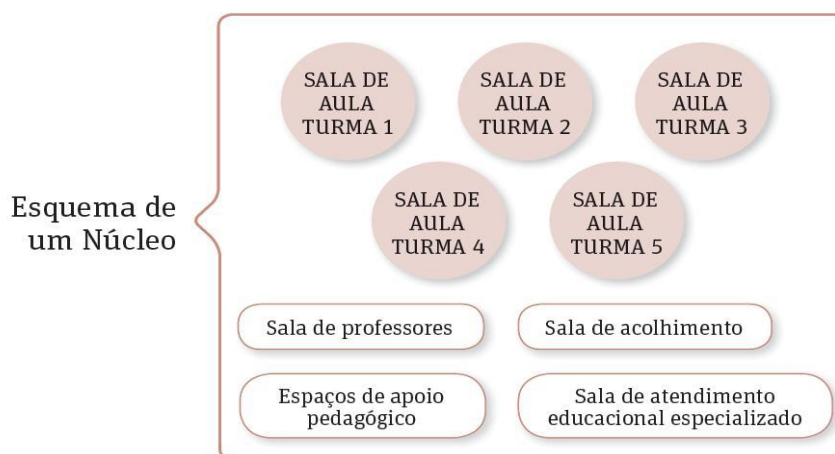 SALA DE
AULA
TURMA 1
SALA DE
AULA
TURMA 2
SALA DE
AULA
TURMA 3
Esquema de
um Núcleo
SALA DE
AULA
TURMA 4
SALA DE
AULA
TURMA 5
Sala de professores
Sala de acolhimento
Espaços de apoio
pedagógico
Sala de atendimento
educacional especializado